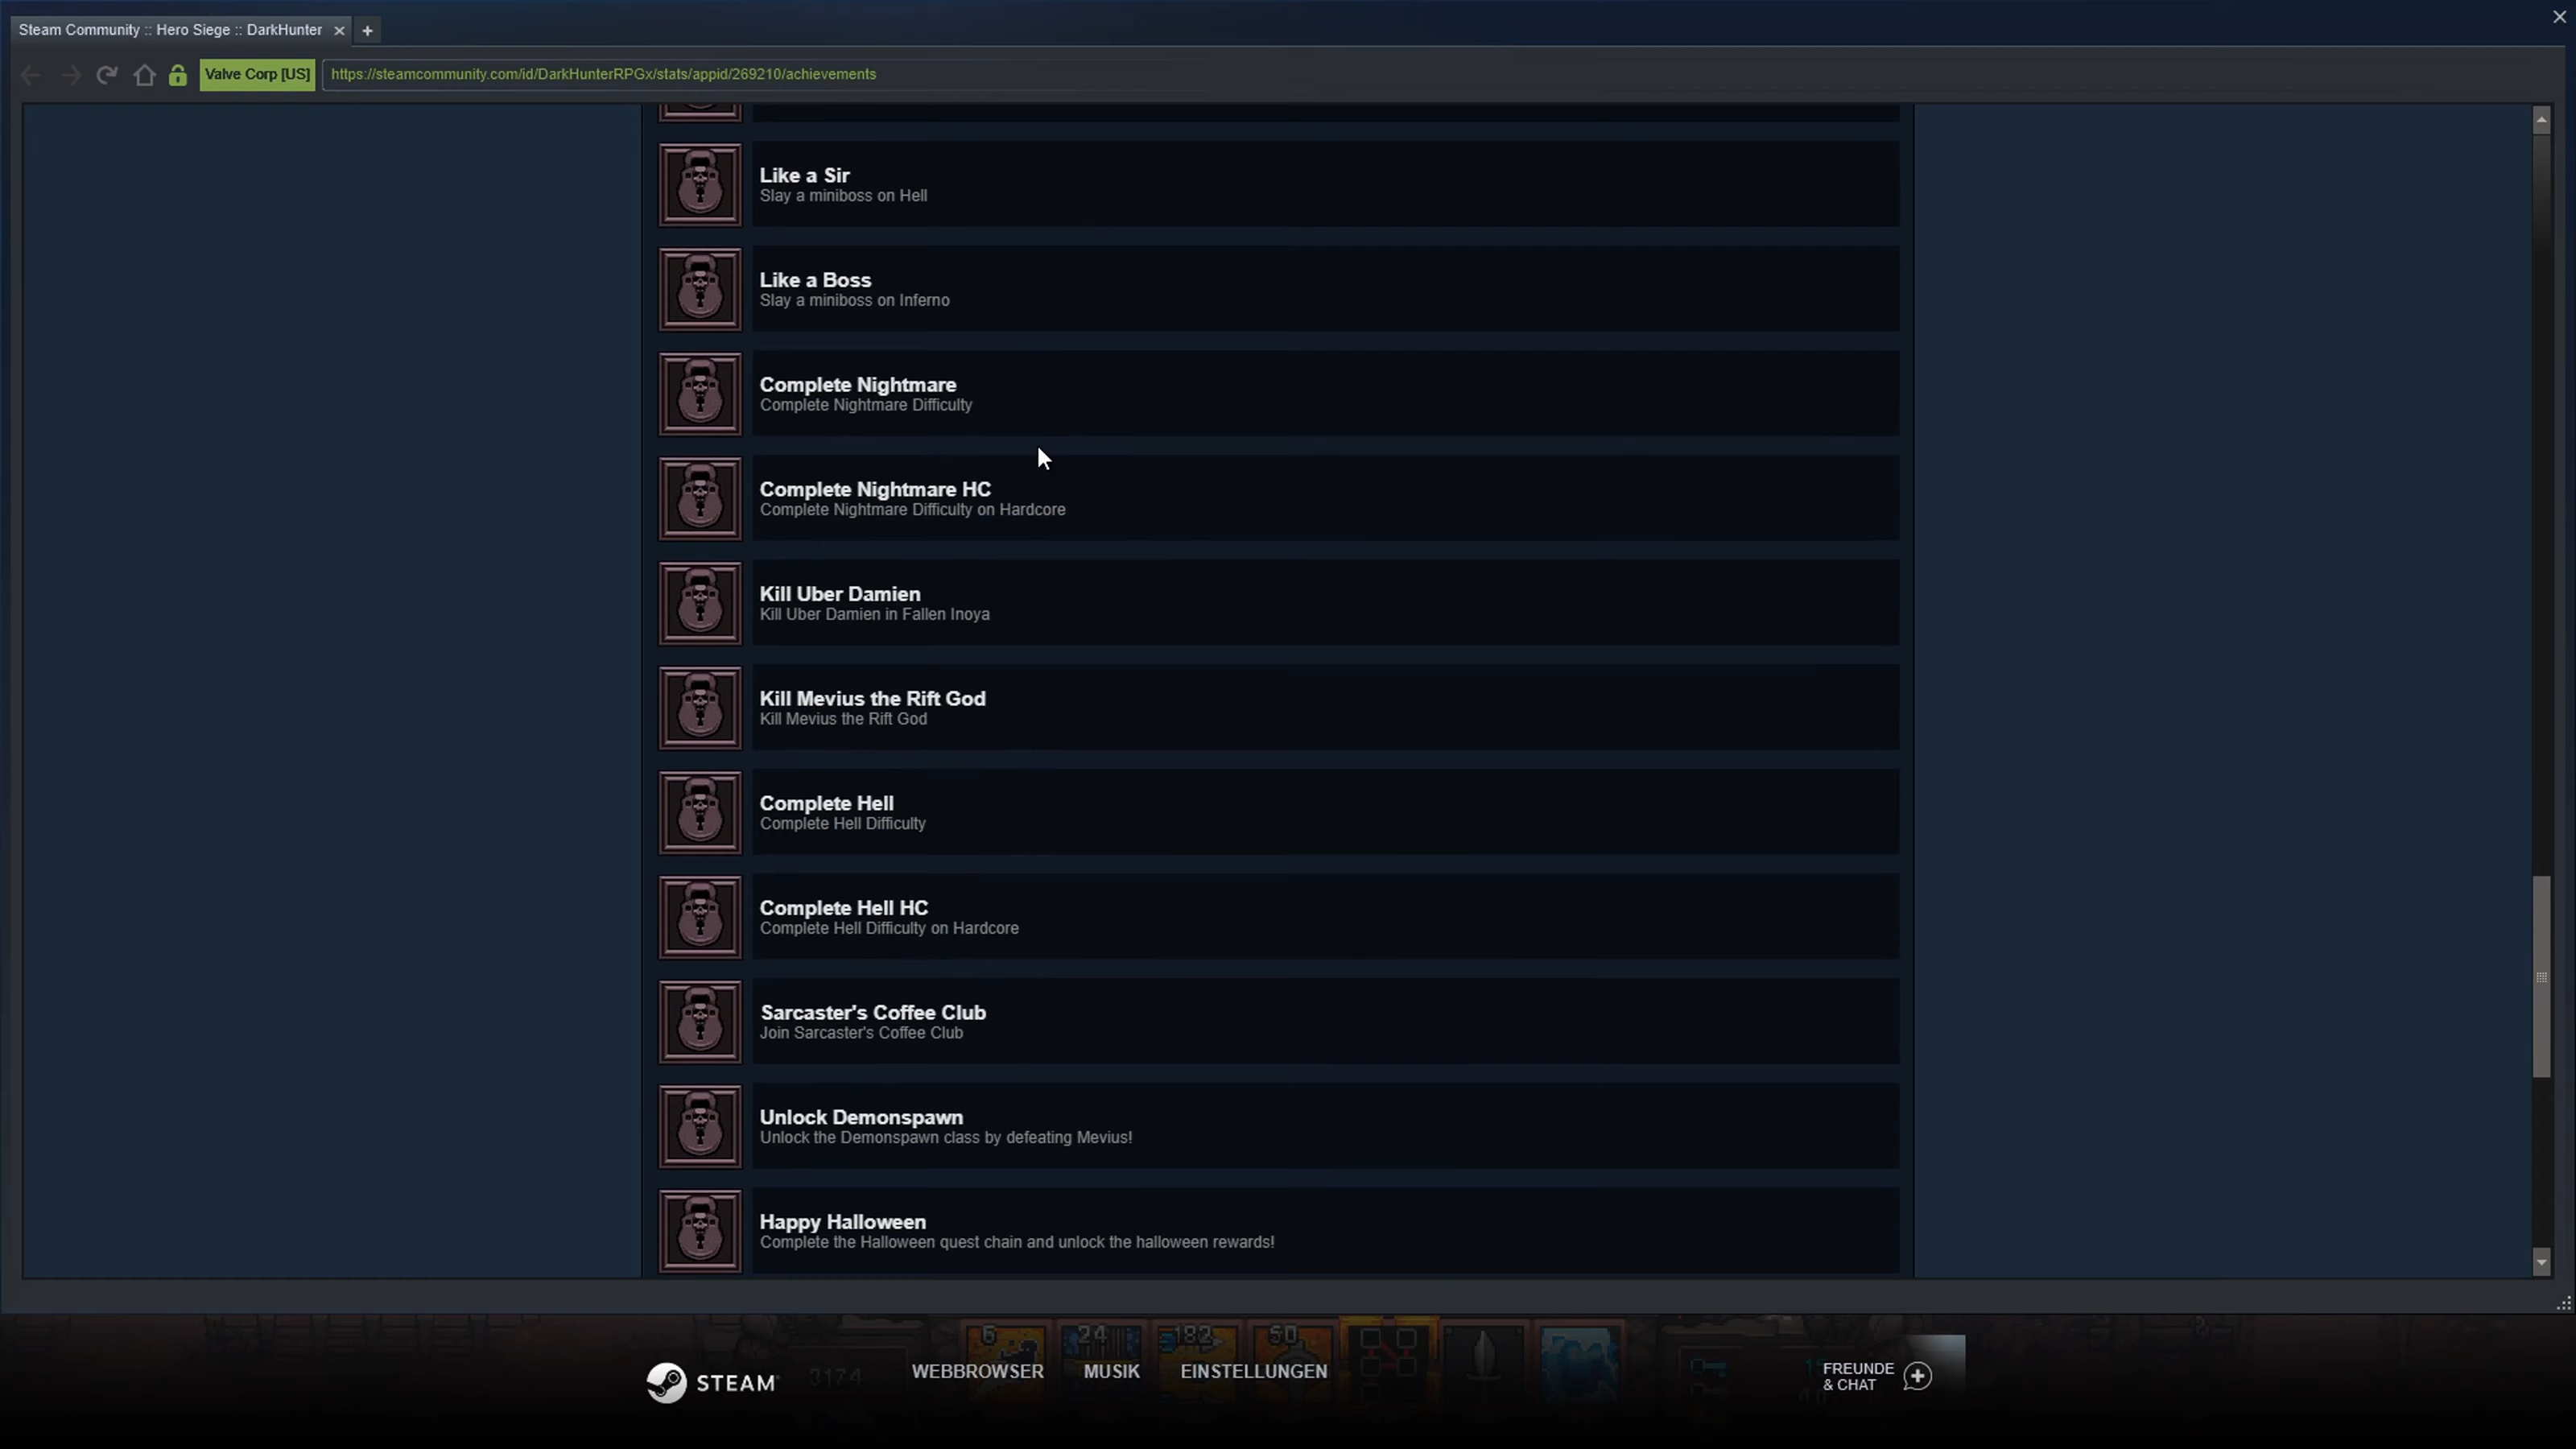 Steam Community :: Hero Siege :: DarkHunter
Valve Corp [US] https://steamcommunity.com/id/DarkHunterRPGx/stats/appid/269210/achievements
Like a Sir
Slay a miniboss on Hell
Like a Boss
Slay a miniboss on Inferno
Complete Nightmare
Complete Nightmare Difficulty
Complete Nightmare HC
Complete Nightmare Difficulty on Hardcore
Kill Uber Damien
Kill Uber Damien in Fallen Inoya
Kill Mevius the Rift God
Kill Mevius the Rift God
Complete Hell
Complete Hell Difficulty
Complete Hell HC
Complete Hell Difficulty on Hardcore
Sarcaster's Coffee Club
Join Sarcaster's Coffee Club
Unlock Demonspawn
Unlock the Demonspawn class by defeating Mevius!
Happy Halloween
Complete the Halloween quest chain and unlock the halloween rewards!
6 24 182 50
STEAM 3174 WEBBROWSER MUSIK EINSTELLUNGEN
FREUNDE
& CHAT